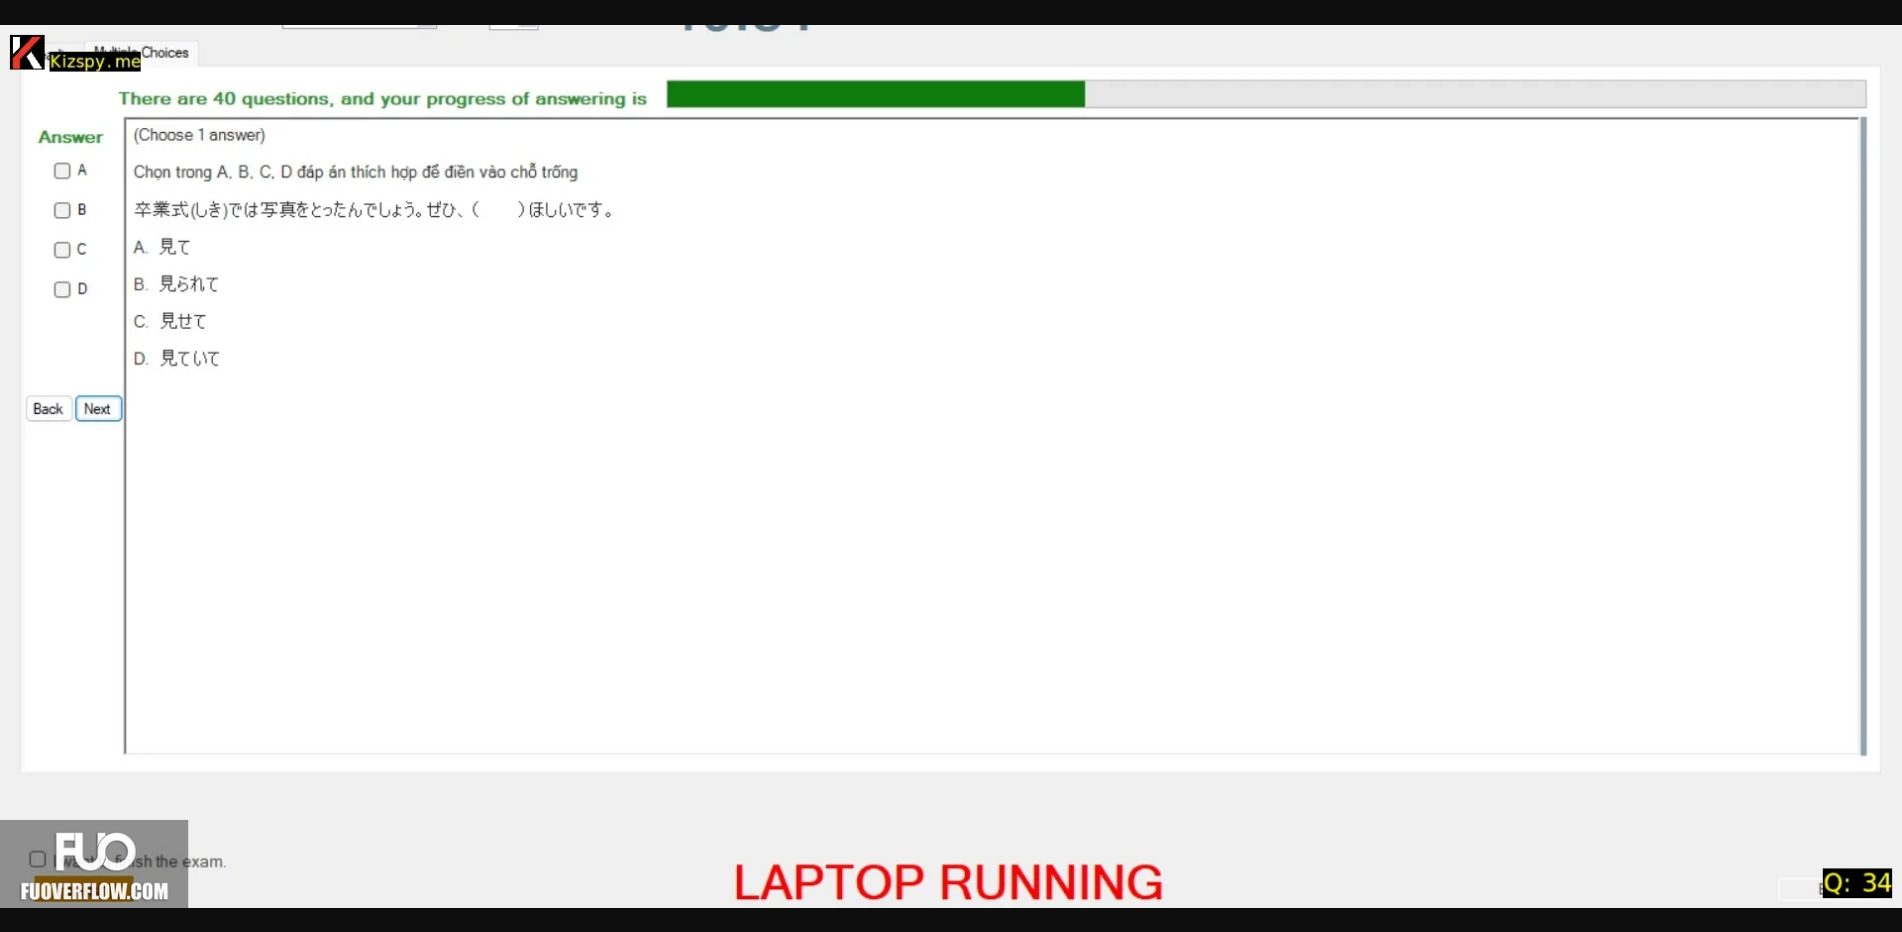 Kizspy.me
Choices
There are 40 questions, and your progress of answering is
Answer
(Choose 1 answer)
A
Chọn trong A, B, C, D đáp án thích hợp để điền vào chỗ trống
B
卒業式(しき)では写真をとったんでしょう。ぜひ、( )ほしいです。
C
A. 見て
D
B. 見られて
C. 見せて
D. 見ていて
Back Next
FUO
the exam.
FUOVERFLOW.COM
LAPTOP RUNNING
Q: 34